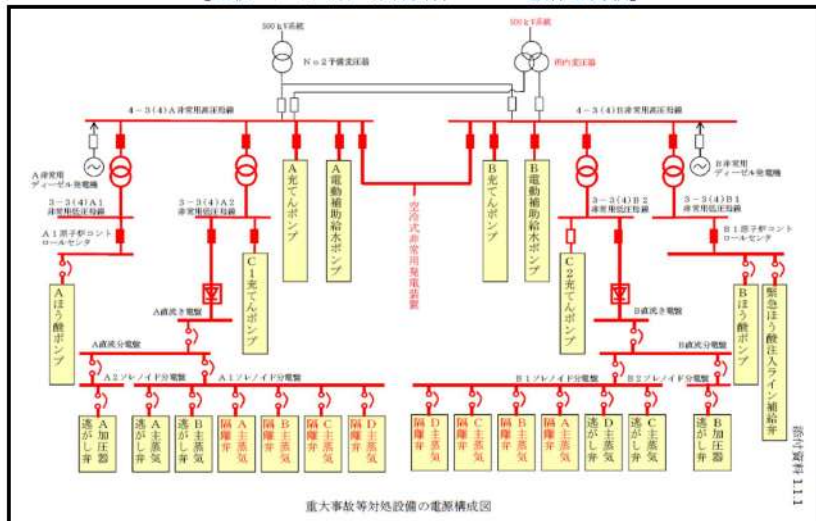 500kV系統
500kV系統
No2予備変圧器
所内変圧器
4-3(4)A非常用高圧母線
4-3(4)B非常用高圧母線
A非常用
ディーゼル発電機
B非常用
ディーゼル発電機
A充てんポンプ
A電動補助給水ポンプ
空冷式非常用発電装置
B充てんポンプ
B電動補助給水ポンプ
3-3(4)A1
非常用低圧母線
3-3(4)A2
非常用低圧母線
3-3(4)B2
非常用低圧母線
3-3(4)B1
非常用低圧母線
A1原子炉コント
ロールセンタ
B1原子炉コント
ロールセンタ
Aほう酸ポンプ
C1充てんポンプ
C2充てんポンプ
Bほう酸ポンプ
緊急ほう酸注入ライン補給弁
A直流き電盤
B直流き電盤
A直流分電盤
B直流分電盤
A2ソレノイド分電盤
A1ソレノイド分電盤
B1ソレノイド分電盤
B2ソレノイド分電盤
A加圧器
逃がし弁
A主蒸気
逃がし弁
B主蒸気
逃がし弁
A主蒸気
隔離弁
B主蒸気
隔離弁
C主蒸気
隔離弁
D主蒸気
隔離弁
D主蒸気
隔離弁
C主蒸気
隔離弁
B主蒸気
隔離弁
A主蒸気
隔離弁
D主蒸気
逃がし弁
C主蒸気
逃がし弁
B加圧器
逃がし弁
添付資料 1.1.1
重大事故等対処設備の電源構成図